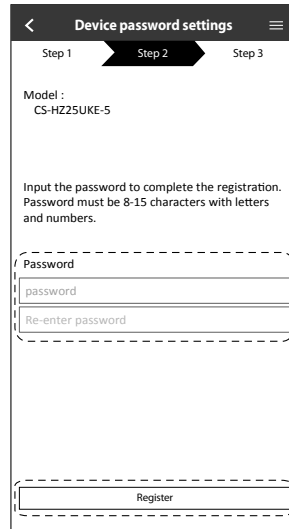 Device password settings
Step 1
Step 2
Step 3
Model :
CS-HZ25UKE-5
Input the password to complete the registration.
Password must be 8-15 characters with letters
and numbers.
Password
password
Re-enter password
Register